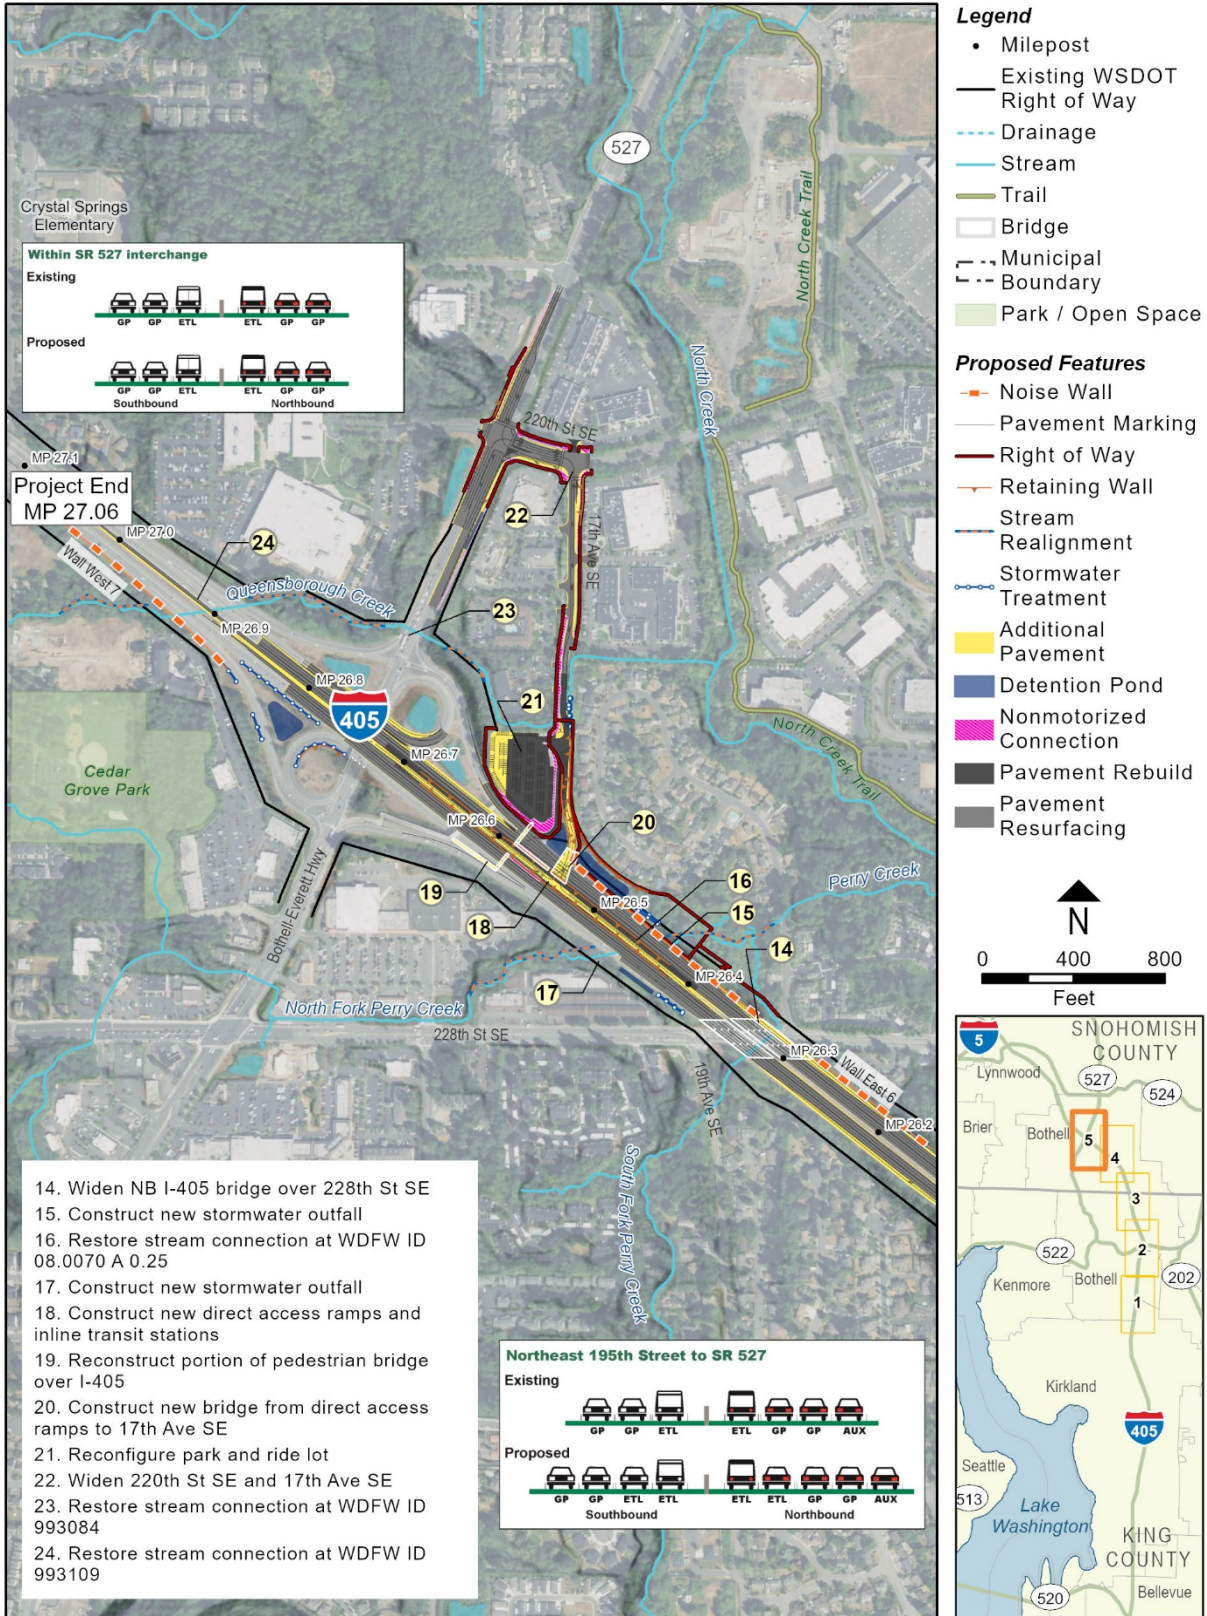 527
Crystal Springs
Elementary
Within SR 527 interchange
Existing
GP GP ETL ETL GP GP
Proposed
GP GP ETL ETL GP GP
Southbound Northbound
North Creek Trail
North Creek
220th St SE
22
17th Ave SE
MP 27.1
Project End
MP 27.06
MP 27.0
24
Wall West 7
Queensborough Creek
23
MP 26.9
MP 26.8
405
21
MP 26.7
North Creek Trail
Cedar
Grove Park
MP 26.6
20
19
18
MP 26.5
16
15
Perry Creek
14
Bothell-Everett Hwy
MP 26.4
17
North Fork Perry Creek
228th St SE
MP 26.3
19th Ave SE
Wall East 6
MP 26.2
South Fork Perry Creek
14. Widen NB I-405 bridge over 228th St SE
15. Construct new stormwater outfall
16. Restore stream connection at WDFW ID
08.0070 A 0.25
17. Construct new stormwater outfall
18. Construct new direct access ramps and
inline transit stations
19. Reconstruct portion of pedestrian bridge
over I-405
20. Construct new bridge from direct access
ramps to 17th Ave SE
21. Reconfigure park and ride lot
22. Widen 220th St SE and 17th Ave SE
23. Restore stream connection at WDFW ID
993084
24. Restore stream connection at WDFW ID
993109
Northeast 195th Street to SR 527
Existing
GP GP ETL ETL GP GP AUX
Proposed
GP GP ETL ETL ETL ETL GP GP AUX
Southbound Northbound
Legend
Milepost
Existing WSDOT
Right of Way
Drainage
Stream
Trail
Bridge
Municipal
Boundary
Park / Open Space
Proposed Features
Noise Wall
Pavement Marking
Right of Way
Retaining Wall
Stream
Realignment
Stormwater
Treatment
Additional
Pavement
Detention Pond
Nonmotorized
Connection
Pavement Rebuild
Pavement
Resurfacing
N
0 400 800
Feet
5
SNOHOMISH
COUNTY
Lynnwood
527
524
Brier
Bothell
5
4
3
522
2
Kenmore
Bothell
202
1
Kirkland
405
Seattle
513
Lake
Washington
KING
COUNTY
520
Bellevue